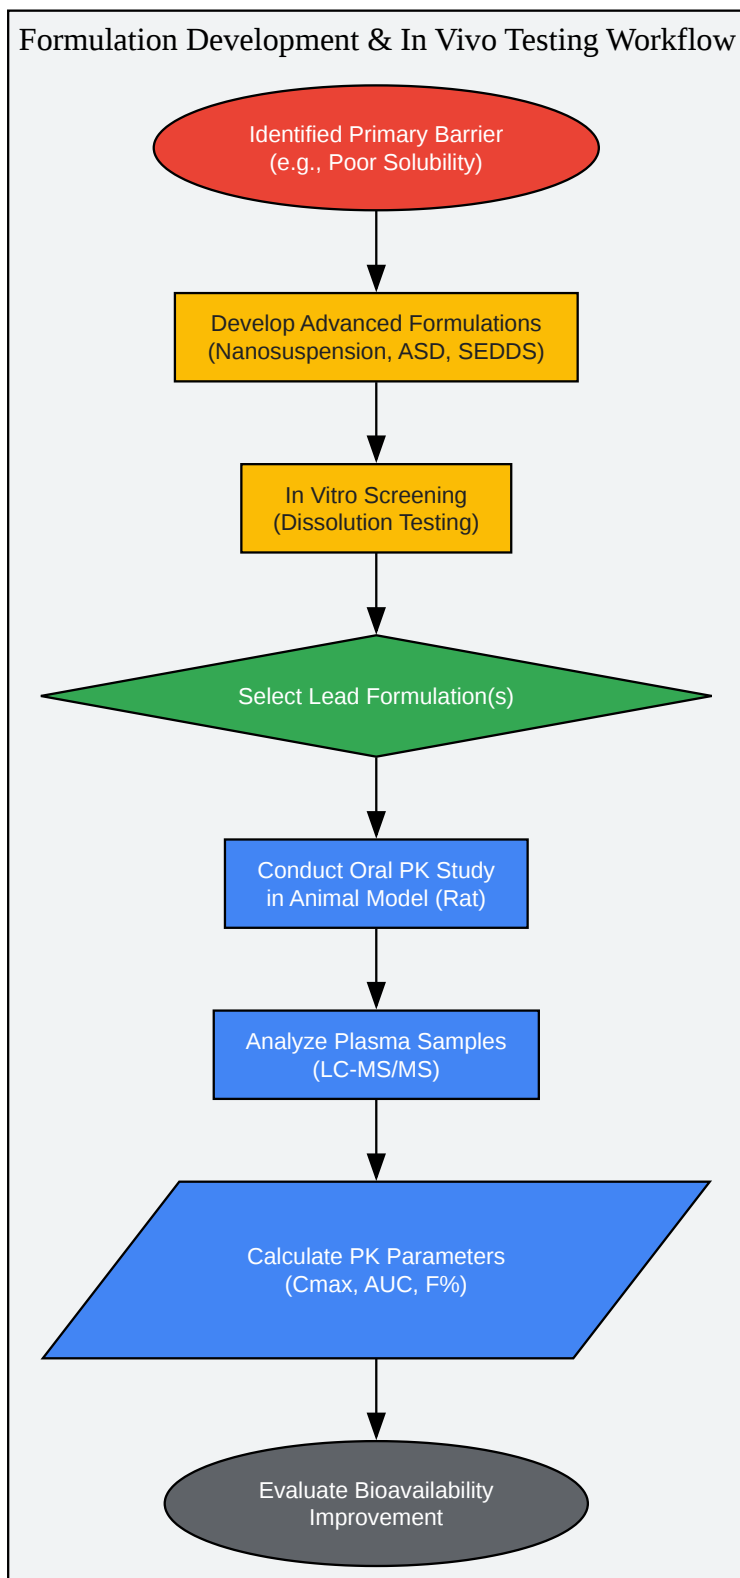 Formulation Development & In Vivo Testing Workflow
Identified Primary Barrier
(e.g., Poor Solubility)
Develop Advanced Formulations
(Nanosuspension, ASD, SEDDS)
In Vitro Screening
(Dissolution Testing)
Select Lead Formulation(s)
Conduct Oral PK Study
in Animal Model (Rat)
Analyze Plasma Samples
(LC-MS/MS)
Calculate PK Parameters
(Cmax, AUC, F%)
Evaluate Bioavailability
Improvement